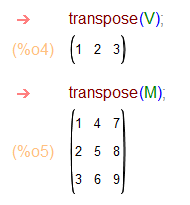 → transpose(V);
(%o4) (1 2 3)
→ transpose(M);
(%o5) (1 4 7
2 5 8
3 6 9)